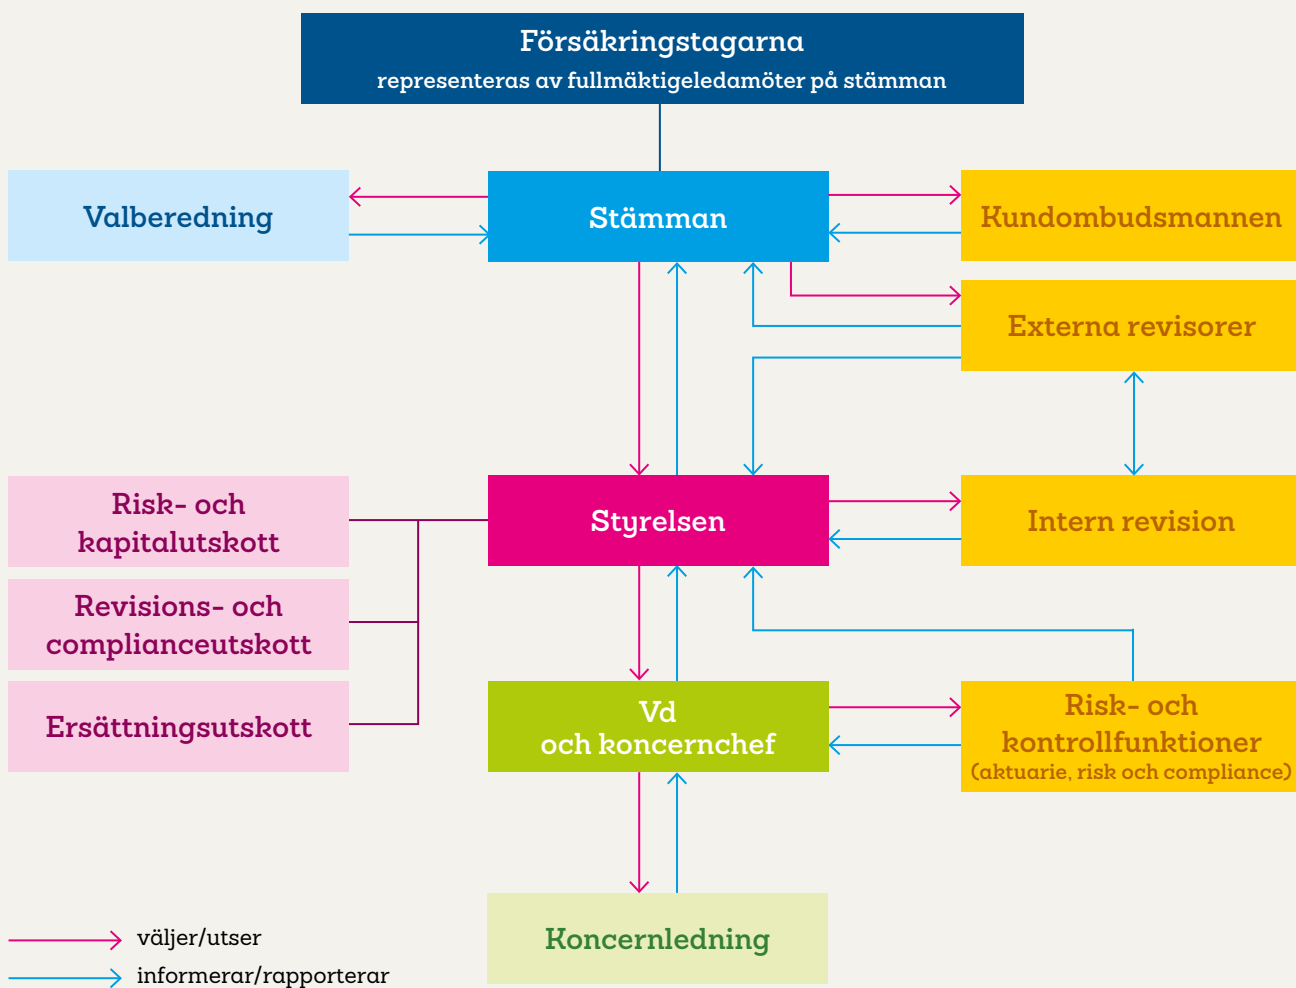 Försäkringstagarna
representeras av fullmäktigeledamöter på stämman
Valberedning
Stämman
Kundombudsmannen
Externa revisorer
Risk- och
kapitalutskott
Styrelsen
Intern revision
Revisions- och
complianceutskott
Ersättningsutskott
Vd
och koncernchef
Risk- och
kontrollfunktioner
(aktuarie, risk och compliance)
Koncernledning
väljer/utser
informerar/rapporterar